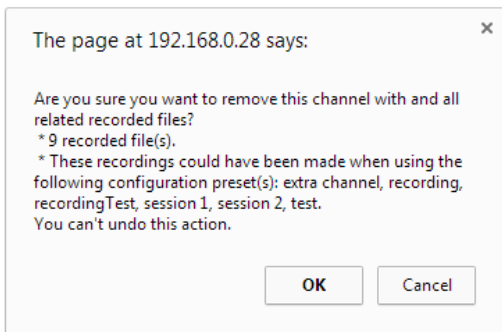 The page at 192.168.0.28 says:
Are you sure you want to remove this channel with and all
related recorded files?
* 9 recorded file(s).
* These recordings could have been made when using the
following configuration preset(s): extra channel, recording,
recordingTest, session 1, session 2, test.
You can't undo this action.
OK
Cancel